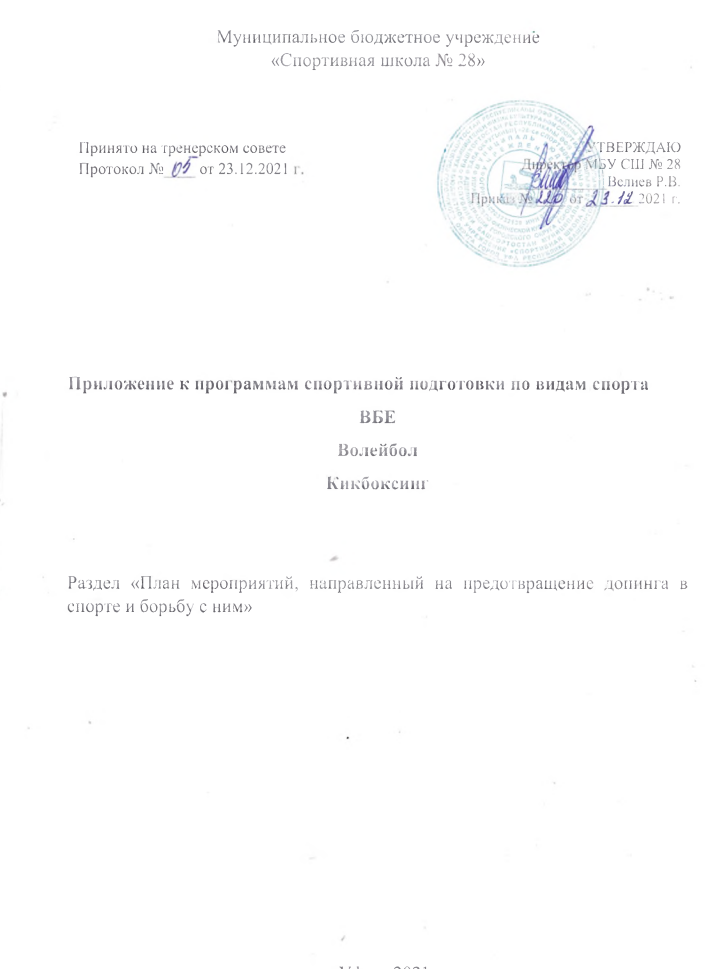 Муниципальное бюджетное учреждение
«Спортивная школа № 28»
Принято на тренерском совете
Протокол № 05 от 23.12.2021 г.
УТВЕРЖДАЮ
Директор МБУ СШ № 28
Велиев Р.В.
Приказ № 220 от 23.12 2021 г.
Приложение к программам спортивной подготовки по видам спорта
ВБЕ
Волейбол
Кикбоксинг
Раздел «План мероприятий, направленный на предотвращение допинга в
спорте и борьбу с ним»
2021